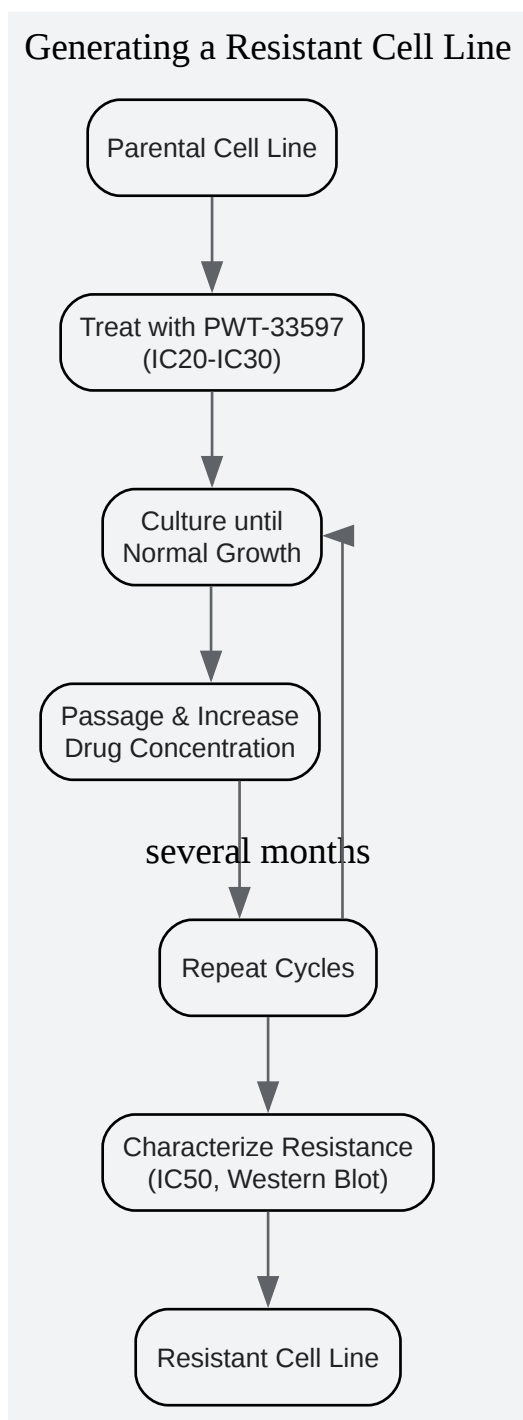 Generating a Resistant Cell Line
Parental Cell Line
Treat with PWT-33597
(IC20-IC30)
Culture until
Normal Growth
Passage & Increase
Drug Concentration
several months
Repeat Cycles
Characterize Resistance
(IC50, Western Blot)
Resistant Cell Line